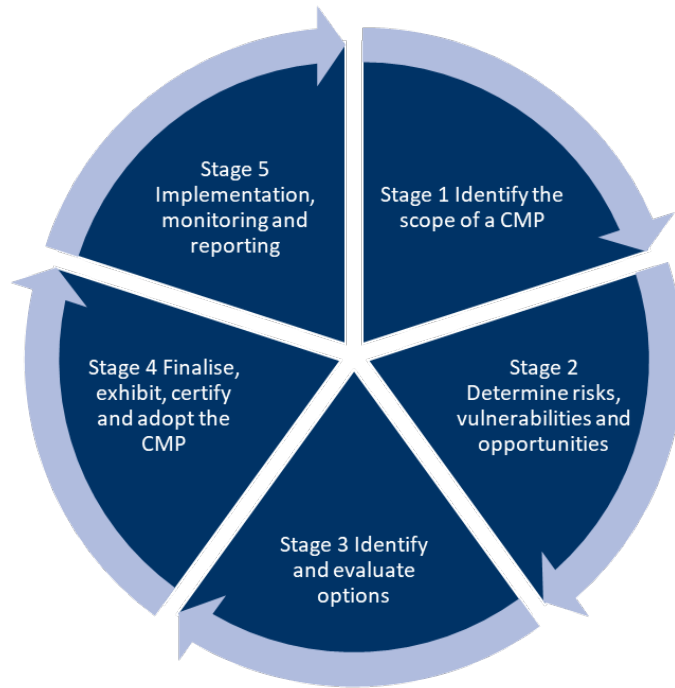 Stage 1 Identify the
scope of a CMP
Stage 2
Determine risks,
vulnerabilities and
opportunities
Stage 3 Identify
and evaluate
options
Stage 4 Finalise,
exhibit, certify
and adopt the
CMP
Stage 5
Implementation,
monitoring and
reporting